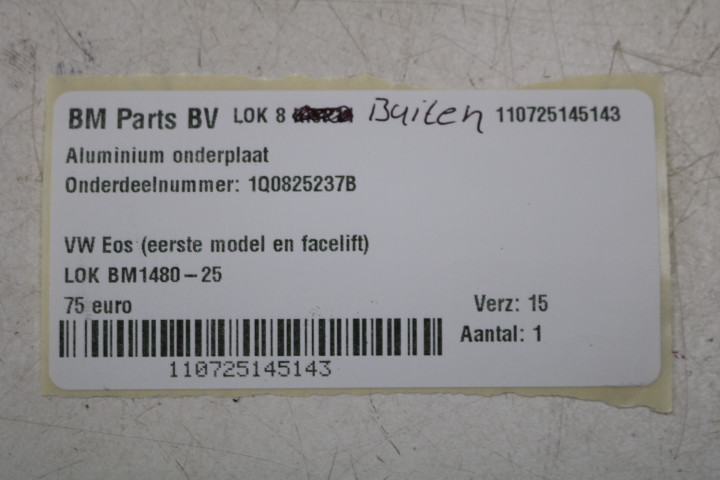 BM Parts BV LOK 8 Buiten 110725145143
Aluminium onderplaat
Onderdeelnummer: 1Q0825237B
VW Eos (eerste model en facelift)
LOK BM1480-25
75 euro Verz: 15
Aantal: 1
110725145143